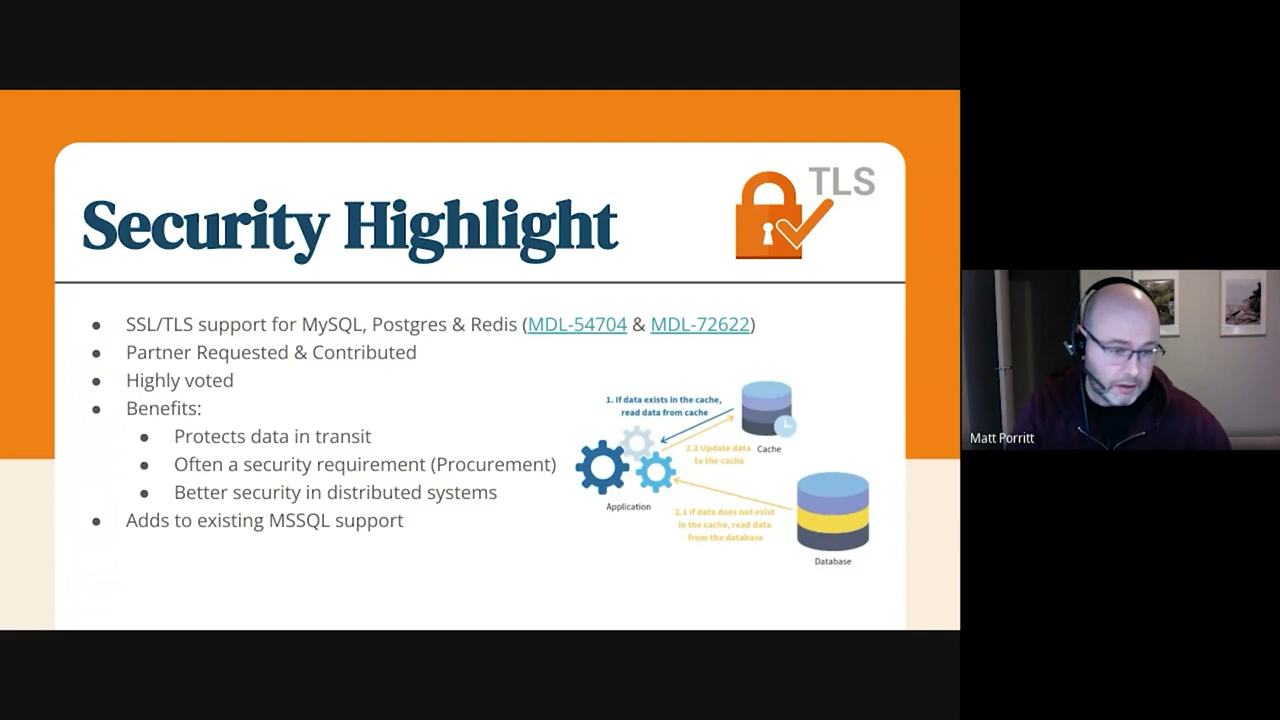 TLS
Security Highlight
● SSL/TLS support for MySQL, Postgres & Redis (MDL-54704 & MDL-72622)
● Partner Requested & Contributed
● Highly voted
● Benefits:
● Protects data in transit
● Often a security requirement (Procurement)
● Better security in distributed systems
● Adds to existing MSSQL support
1. If data exists in the cache,
read data from cache
2.2 Update data
to the cache
Cache
Application
2.1 If data does not exist
in the cache, read data
from the database
Database
Matt Porritt